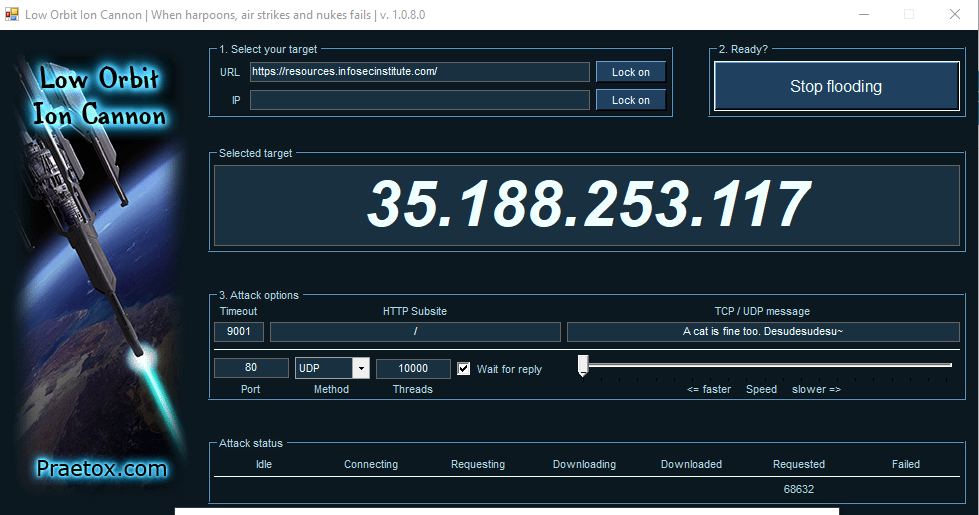 Low Orbit Ion Cannon | When harpoons, air strikes and nukes fails | v. 1.0.8.0
Low Orbit
Ion Cannon
Praetox.com
1. Select your target
URL https://resources.infosecinstitute.com/ Lock on
IP Lock on
2. Ready?
Stop flooding
Selected target
35.188.253.117
3. Attack options
Timeout HTTP Subsite TCP / UDP message
9001 / A cat is fine too. Desudesudesu~
80 UDP 10000 Wait for reply
Port Method Threads <= faster Speed slower =>
Attack status
Idle Connecting Requesting Downloading Downloaded Requested Failed
68632